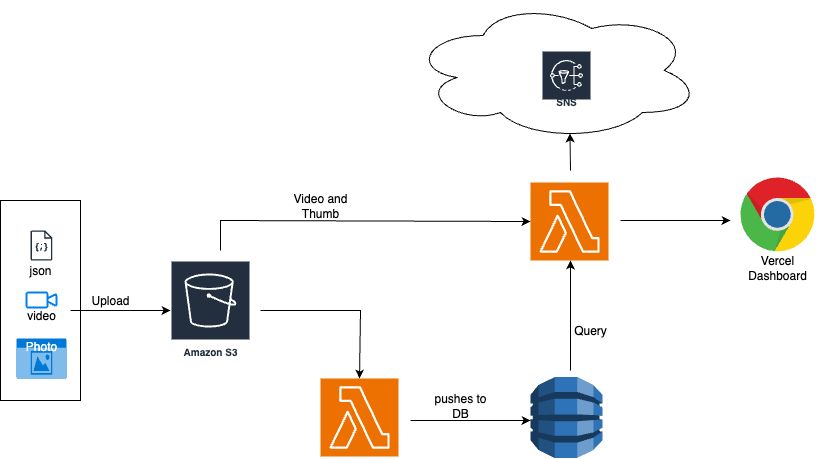 SNS
Video and
Thumb
{;}
json
Upload
video
Photo
Amazon S3
Vercel
Dashboard
Query
pushes to
DB